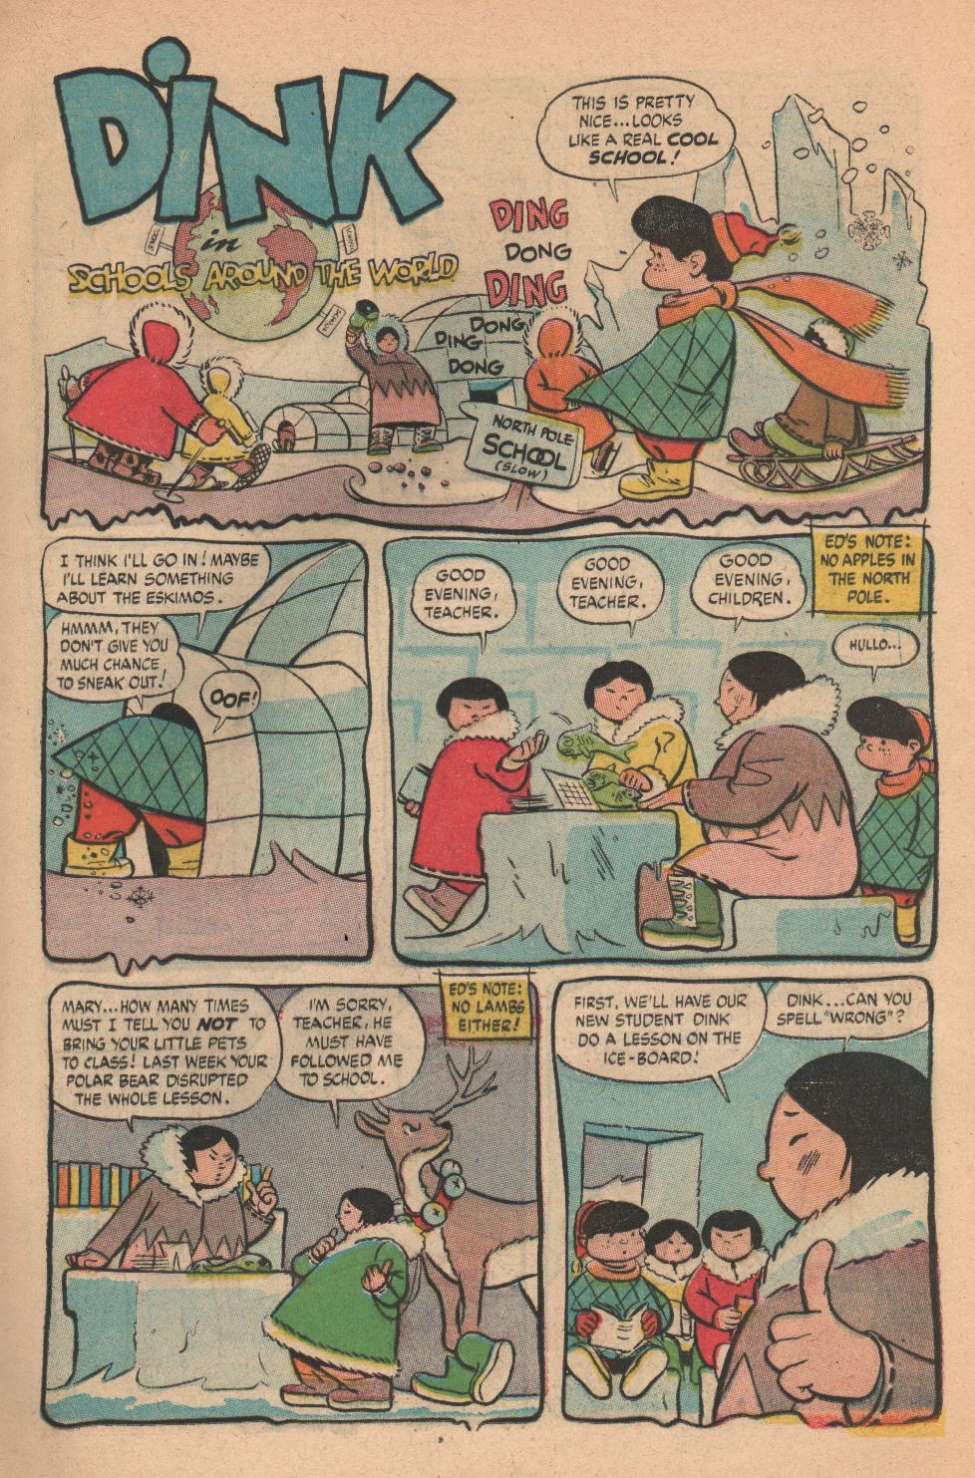 DINK
in
SCHOOLS AROUND THE WORLD
THIS IS PRETTY
NICE...LOOKS
LIKE A REAL COOL
SCHOOL!
DING
DONG
DING
DONG
DING
DONG
NORTH POLE
SCHOOL
(SLOW)
I THINK I'LL GO IN! MAYBE
I'LL LEARN SOMETHING
ABOUT THE ESKIMOS.
HMMM, THEY
DON'T GIVE YOU
MUCH CHANCE
TO SNEAK OUT!
OOF!
GOOD
EVENING,
TEACHER.
GOOD
EVENING,
TEACHER.
GOOD
EVENING,
CHILDREN.
ED'S NOTE:
NO APPLES IN
THE NORTH
POLE.
HULLO...
MARY...HOW MANY TIMES
MUST I TELL YOU NOT TO
BRING YOUR LITTLE PETS
TO CLASS! LAST WEEK YOUR
POLAR BEAR DISRUPTED
THE WHOLE LESSON.
I'M SORRY,
TEACHER, HE
MUST HAVE
FOLLOWED ME
TO SCHOOL.
ED'S NOTE:
NO LAMBS
EITHER!
FIRST, WE'LL HAVE OUR
NEW STUDENT DINK
DO A LESSON ON THE
ICE-BOARD!
DINK...CAN YOU
SPELL "WRONG"?